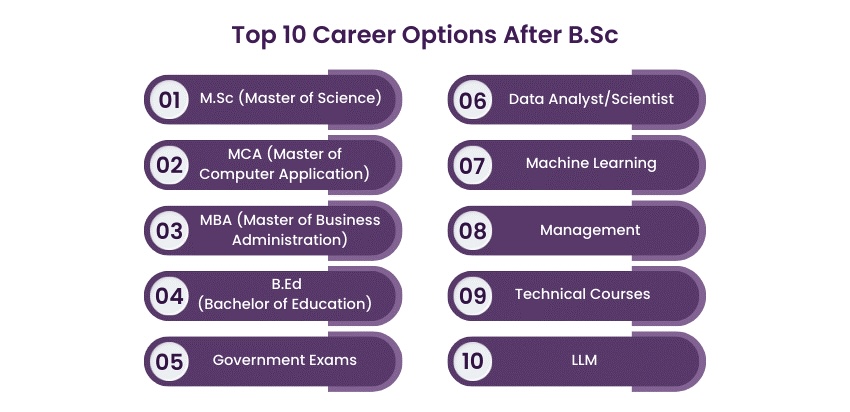 Top 10 Career Options After B.Sc
01
M.Sc (Master of Science)
02
MCA (Master of
Computer Application)
03
MBA (Master of Business
Administration)
04
B.Ed
(Bachelor of Education)
05
Government Exams
06
Data Analyst/Scientist
07
Machine Learning
08
Management
09
Technical Courses
10
LLM